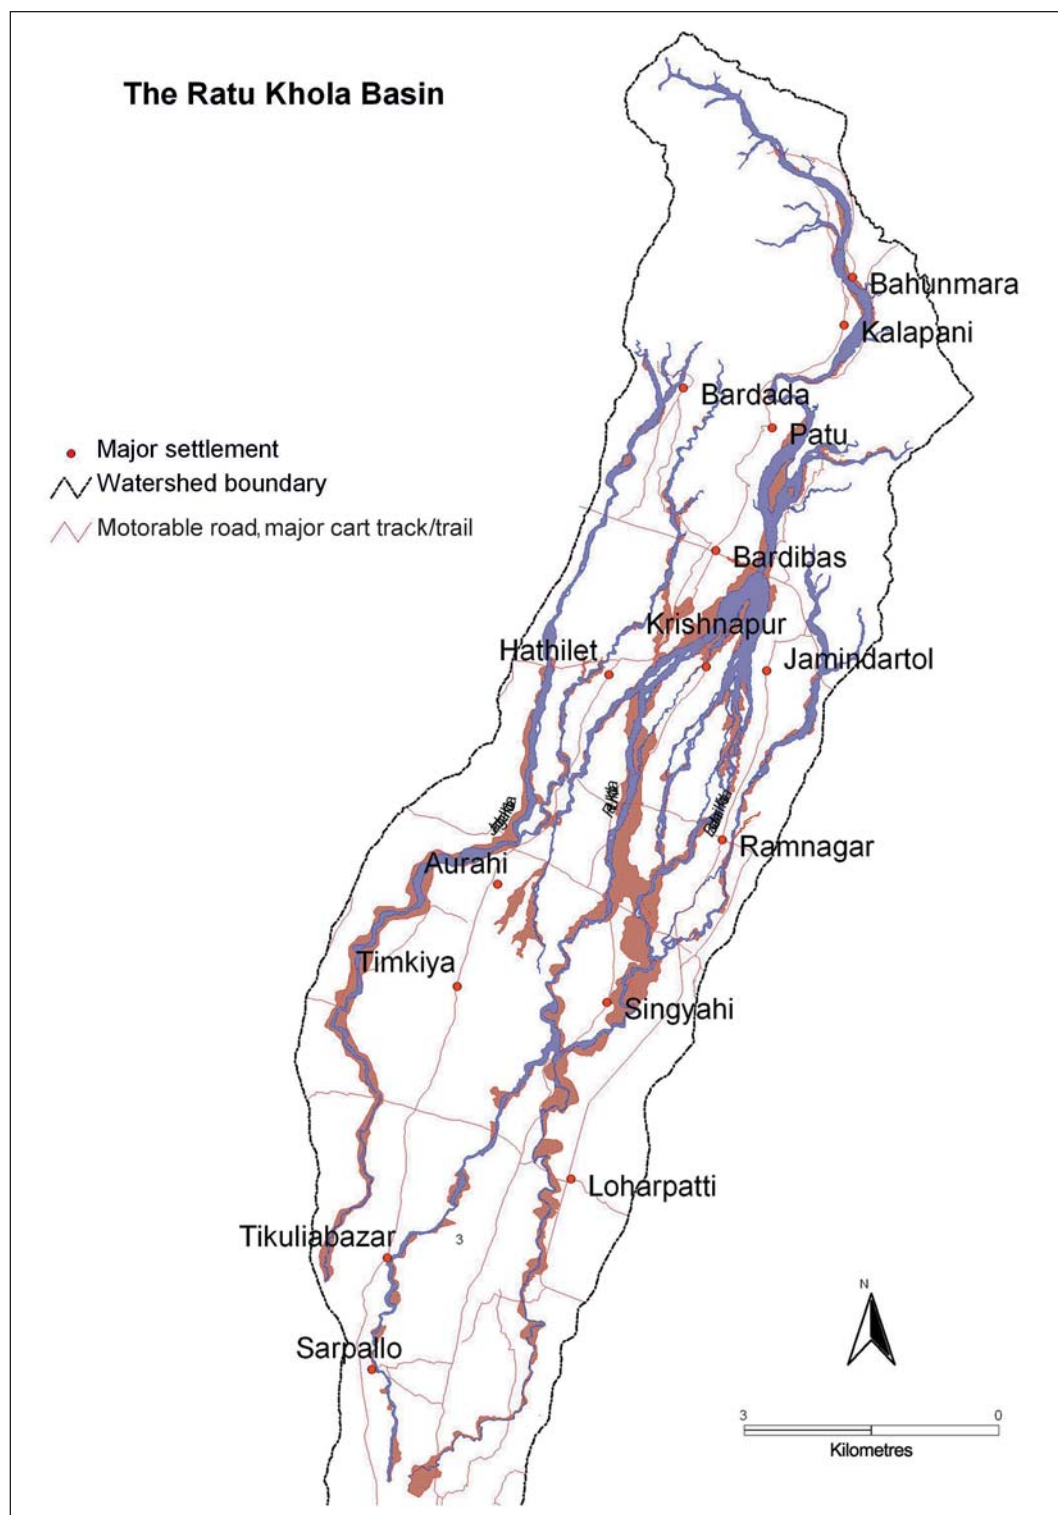 The Ratu Khola Basin
Bahunmara
Kalapani
Bardada
Patu
Major settlement
Watershed boundary
Motorable road, major cart track/trail
Bardibas
Krishnapur
Hathilet
Jamindartol
Ramnagar
Aurahi
Timkiya
Singyahi
Loharpatti
Tikuliabazar
3
N
Sarpallo
3 0
Kilometres